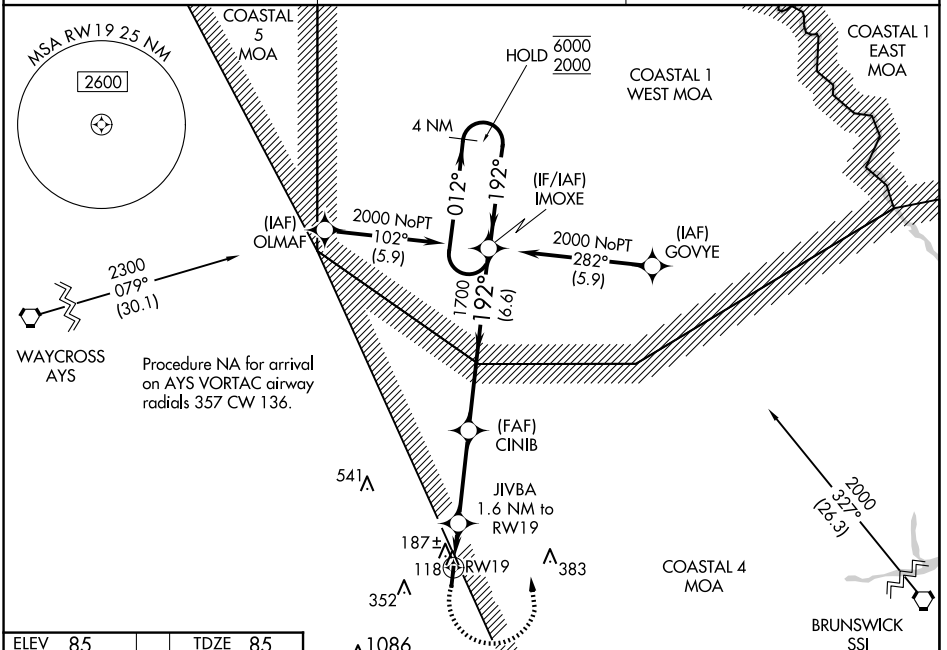 COASTAL
5
MOA
MSA RW19 25 NM
2600
HOLD 6000
2000
COASTAL 1
WEST MOA
COASTAL 1
EAST
MOA
4 NM
012°
192°
(IF/IAF)
IMOXE
(IAF)
OLMAF
2000 NoPT
102°
(5.9)
2000 NoPT
282°
(5.9)
(IAF)
GOVYE
2300
079°
(30.1)
1700
192°
(6.6)
WAYCROSS
AYS
Procedure NA for arrival
on AYS VORTAC airway
radials 357 CW 136.
(FAF)
CINIB
541
JIVBA
1.6 NM to
RW19
187±
118
RW19
383
352
1086
COASTAL 4
MOA
2000
327°
(26.3)
BRUNSWICK
SSI
ELEV 85
TDZE 85